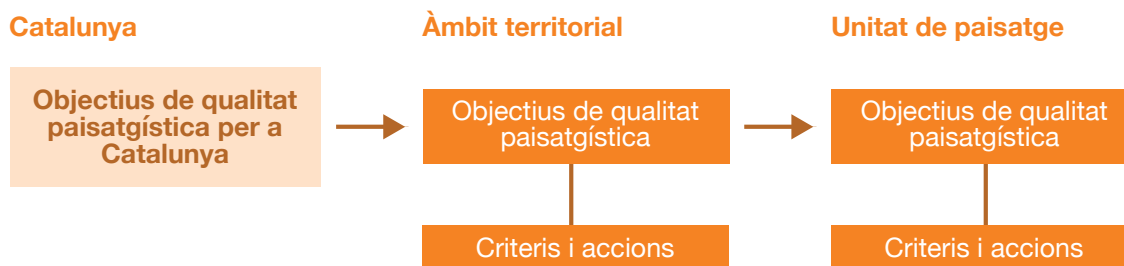 Catalunya
Àmbit territorial
Unitat de paisatge
Objectius de qualitat
paisatgística per a
Catalunya
Objectius de qualitat
paisatgística
Objectius de qualitat
paisatgística
Criteris i accions
Criteris i accions